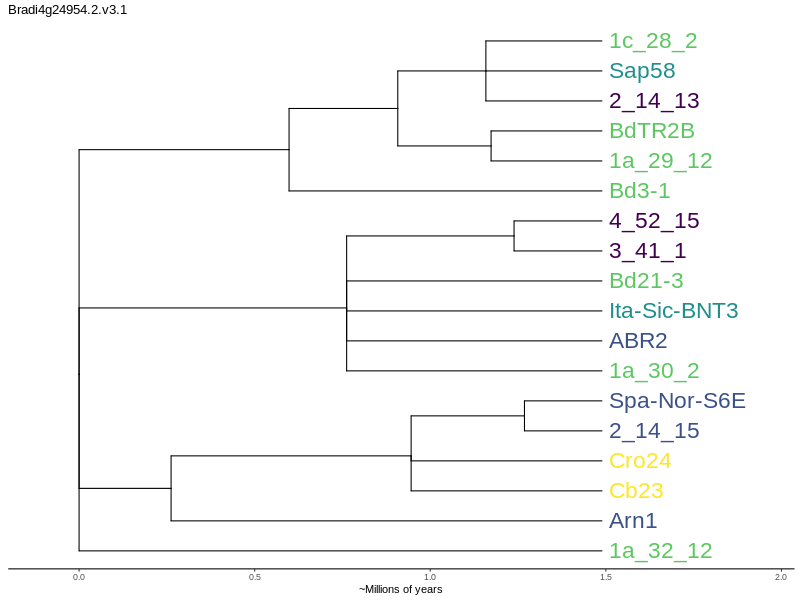 Bradi4g24954.2.v3.1
1c_28_2
Sap58
2_14_13
BdTR2B
1a_29_12
Bd3-1
4_52_15
3_41_1
Bd21-3
Ita-Sic-BNT3
ABR2
1a_30_2
Spa-Nor-S6E
2_14_15
Cro24
Cb23
Arn1
1a_32_12
0.0 0.5 1.0 1.5 2.0
~Millions of years